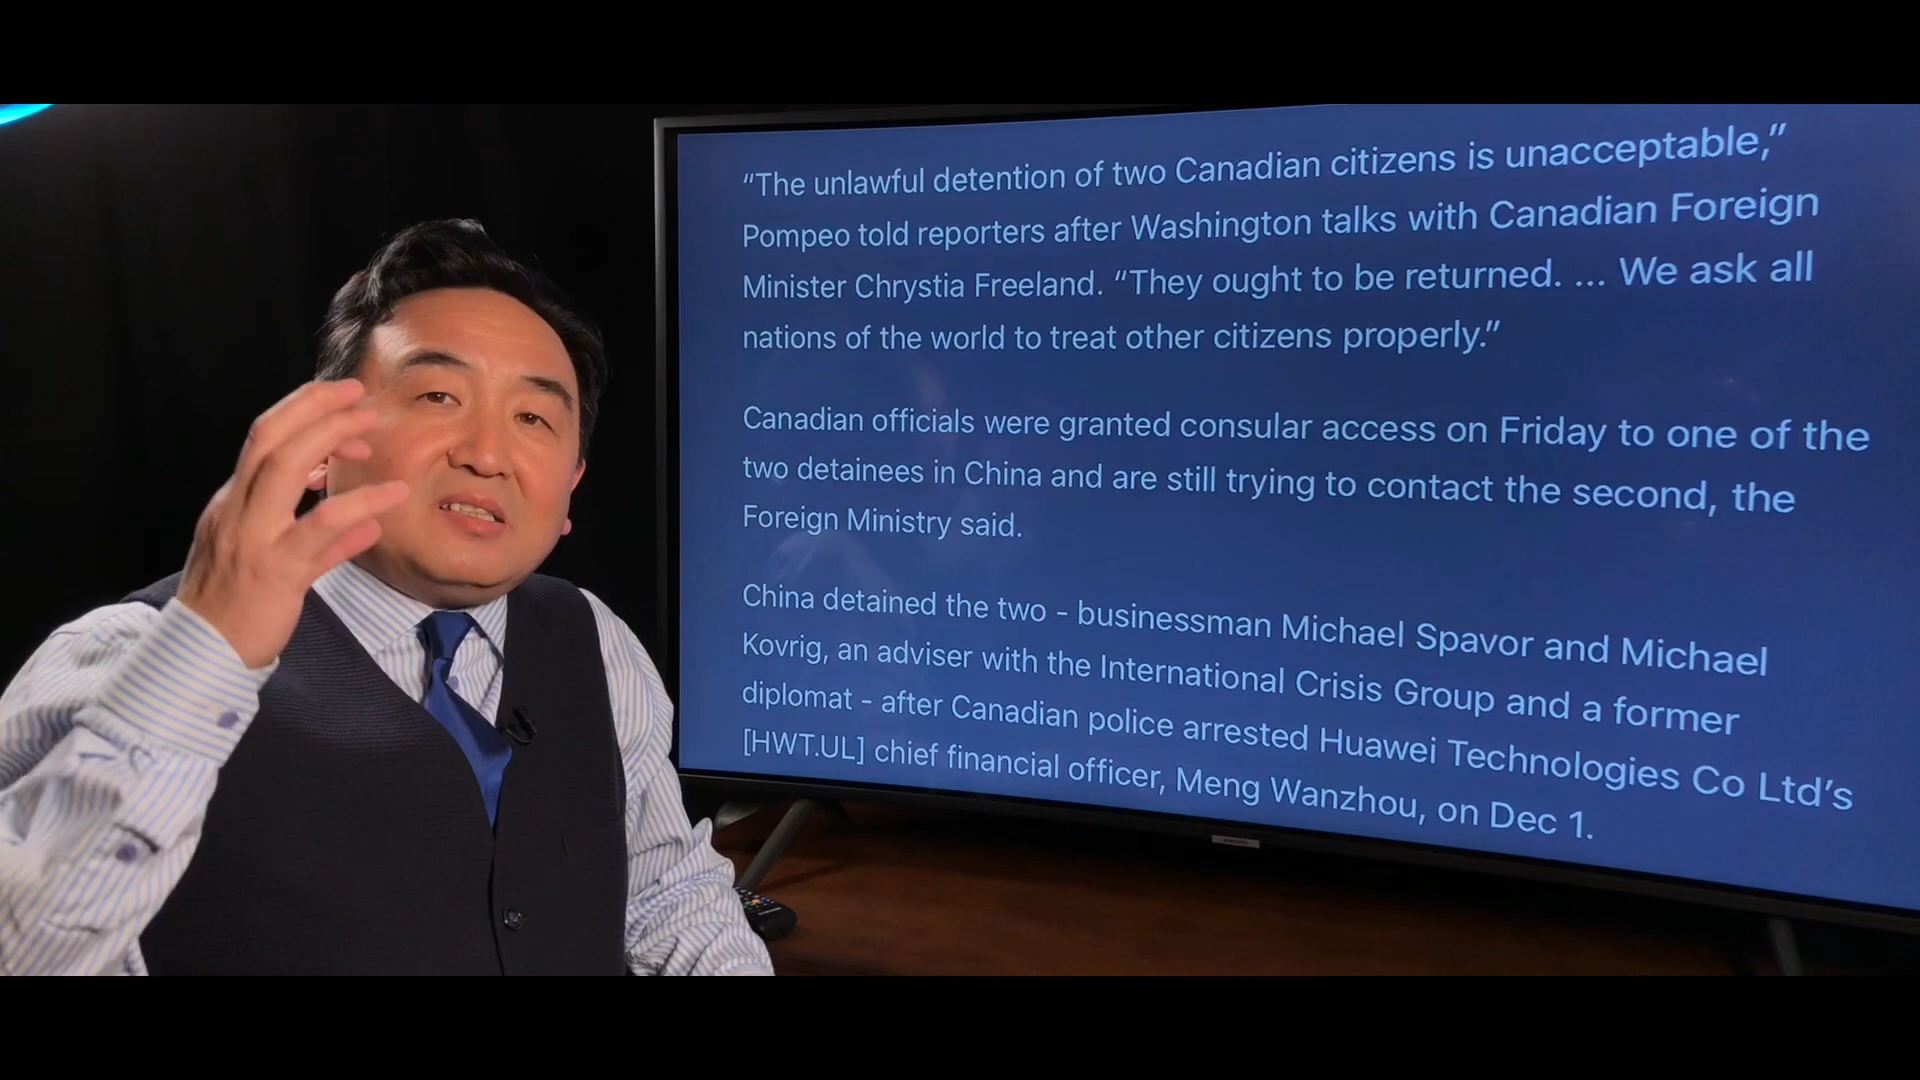 “The unlawful detention of two Canadian citizens is unacceptable,”
Pompeo told reporters after Washington talks with Canadian Foreign
Minister Chrystia Freeland. “They ought to be returned. ... We ask all
nations of the world to treat other citizens properly.”
Canadian officials were granted consular access on Friday to one of the
two detainees in China and are still trying to contact the second, the
Foreign Ministry said.
China detained the two - businessman Michael Spavor and Michael
Kovrig, an adviser with the International Crisis Group and a former
diplomat - after Canadian police arrested Huawei Technologies Co Ltd’s
[HWT.UL] chief financial officer, Meng Wanzhou, on Dec 1.